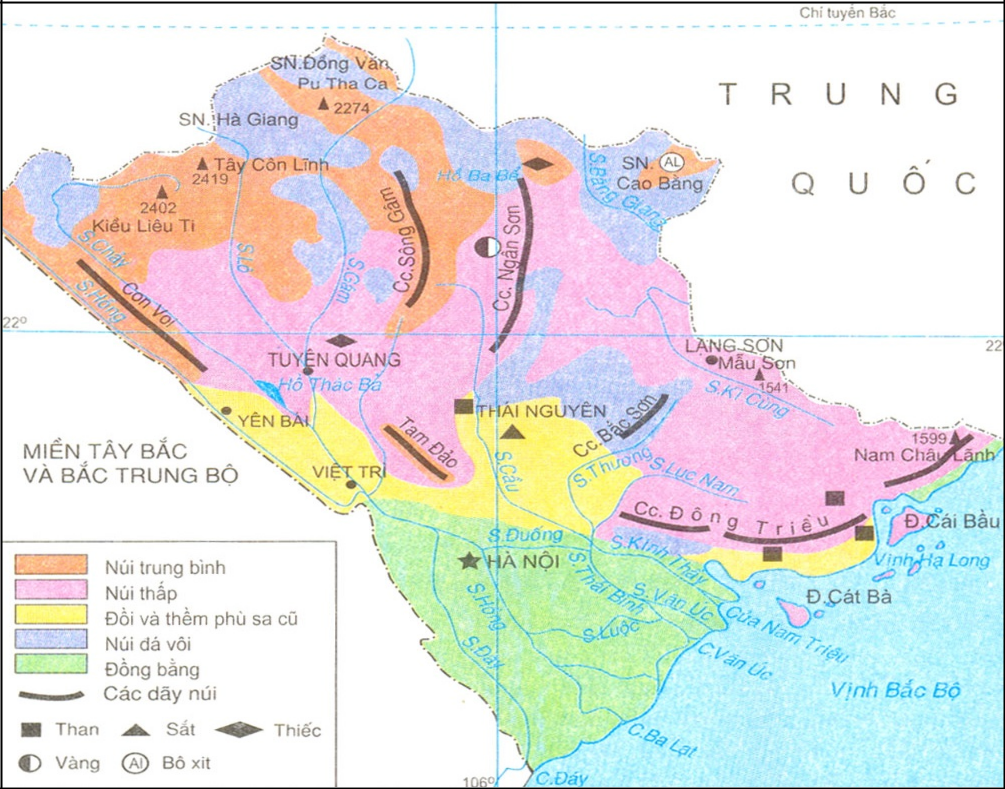 Chí tuyến Bắc
TRUNG
QUỐC
SN.Đồng Văn
Pu Tha Ca
2274
SN. Hà Giang
Tây Côn Lĩnh
2419
2402
Kiều Liêu Ti
Hồ Ba Bể
SN.
Al
Cao Bằng
S.Bằng Giang
S.Chảy
S.Hồng
Con Voi
S.Lô
S.Gâm
Cc.Sông Gâm
Cc. Ngân Sơn
22º
22
LẠNG SƠN
Mẫu Sơn
1541
S.Kì Cùng
TUYÊN QUANG
Hồ Thác Bà
YÊN BÁI
THÁI NGUYÊN
Cc. Bắc Sơn
Tam Đảo
MIỀN TÂY BẮC
VÀ BẮC TRUNG BỘ
VIỆT TRÌ
S.Cầu
S.Thương
S.Lục Nam
1599
Nam Châu Lãnh
Cc. Đông Triều
Đ.Cái Bầu
S.Đuống
HÀ NỘI
S.Kinh Thầy
Vịnh Hạ Long
S.Thái Bình
S.Văn Úc
Đ.Cát Bà
Cửa Nam Triệu
S.Hồng
S.Luộc
S.Đáy
C.Văn Úc
Vịnh Bắc Bộ
C.Ba Lạt
106º
C.Đáy
Núi trung bình
Núi thấp
Đồi và thềm phù sa cũ
Núi đá vôi
Đồng bằng
Các dãy núi
Than
Sắt
Thiếc
Vàng
Al
Bô xit